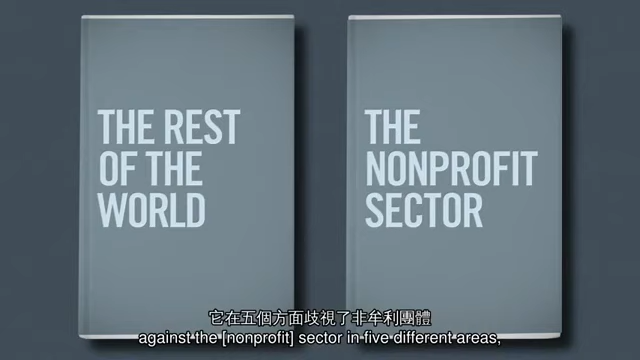 THE REST
OF THE
WORLD
THE
NONPROFIT
SECTOR
它在五個方面歧視了非牟利團體
against the [nonprofit] sector in five different areas,